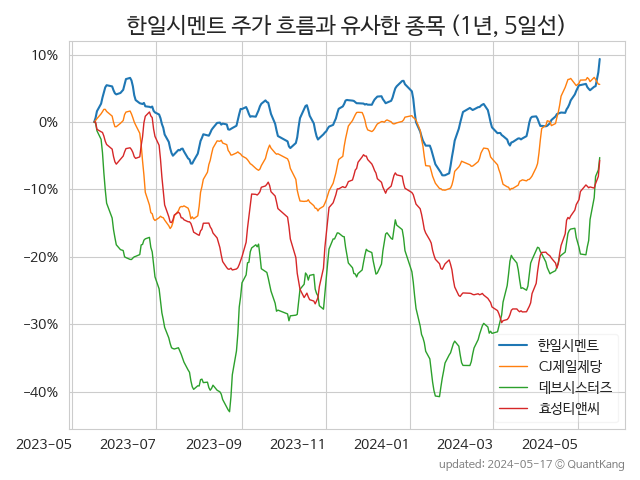 한일시멘트 주가 흐름과 유사한 종목 (1년, 5일선)
10%
0%
−10%
−20%
−30%
−40%
한일시멘트
CJ제일제당
데브시스터즈
효성티앤씨
2023-05 2023-07 2023-09 2023-11 2024-01 2024-03 2024-05
updated: 2024-05-17 © QuantKang